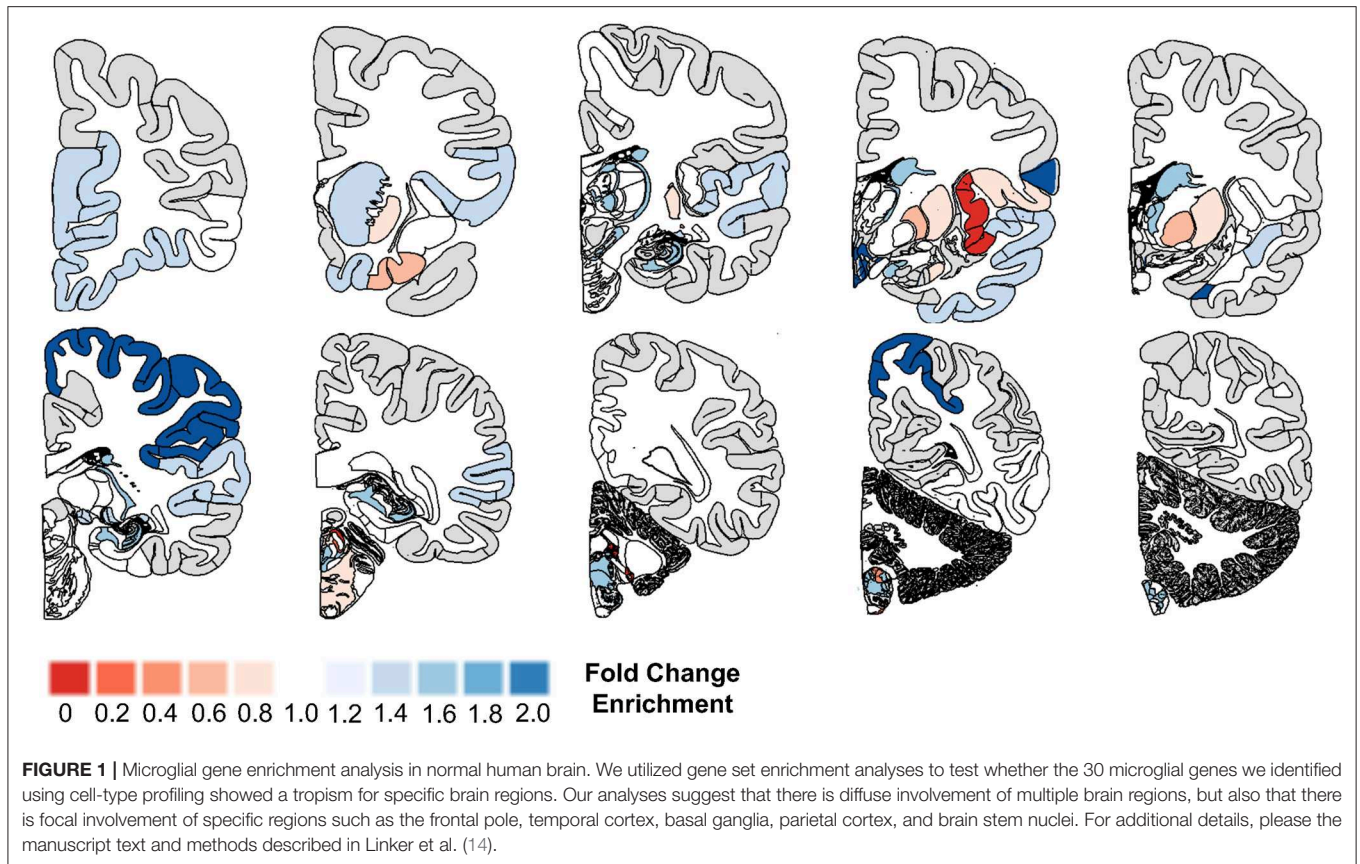 Fold Change
Enrichment
0 0.2 0.4 0.6 0.8 1.0 1.2 1.4 1.6 1.8 2.0
FIGURE 1 | Microglial gene enrichment analysis in normal human brain. We utilized gene set enrichment analyses to test whether the 30 microglial genes we identified
using cell-type profiling showed a tropism for specific brain regions. Our analyses suggest that there is diffuse involvement of multiple brain regions, but also that there
is focal involvement of specific regions such as the frontal pole, temporal cortex, basal ganglia, parietal cortex, and brain stem nuclei. For additional details, please the
manuscript text and methods described in Linker et al. (14).